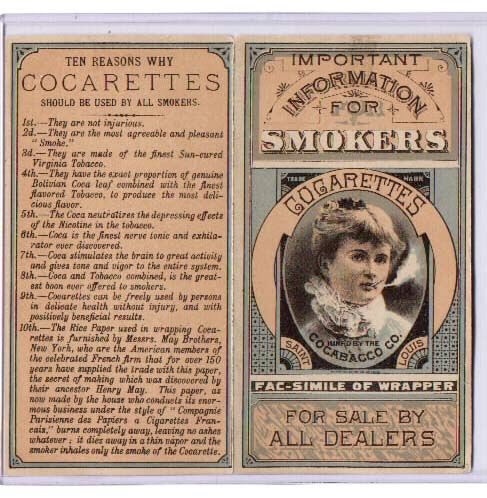 TEN REASONS WHY
COCARETTES
SHOULD BE USED BY ALL SMOKERS.
1st.—They are not injurious.
2d.—They are the most agreeable and pleasant
"Smoke."
3d.—They are made of the finest Sun-cured
Virginia Tobacco.
4th.—They have the exact proportion of genuine
Bolivian Coca leaf combined with the finest
flavored Tobacco, to produce the most deli-
cious flavor.
5th.—The Coca neutralizes the depressing effects
of the Nicotine in the tobacco.
6th.—Coca is the finest nerve tonic and exhila-
rator ever discovered.
7th.—Coca stimulates the brain to great activity
and gives tone and vigor to the entire system.
8th.—Coca and Tobacco combined, is the great-
est boon ever offered to smokers.
9th.—Cocarettes can be freely used by persons
in delicate health without injury, and with
positively beneficial results.
10th.—The Rice Paper used in wrapping Coca-
rettes is furnished by Messrs. May Brothers,
New York, who are the American members of
the celebrated French firm that for over 150
years have supplied the trade with this paper,
the secret of making which was discovered by
their ancestor Henry May. This paper, as
now made by the house who conducts its enor-
mous business under the style of "Compagnie
Parisienne des Papiers a Cigarettes Fran-
cais," burns completely away, leaving no ashes
whatever: it dies away in a thin vapor and the
smoker inhales only the smoke of the Cocarette.
IMPORTANT
INFORMATION
FOR
SMOKERS
TRADE MARK
COCARETTES
MANF'D BY THE
COCABACCO CO.
SAINT LOUIS
FAC-SIMILE OF WRAPPER
FOR SALE BY
ALL DEALERS